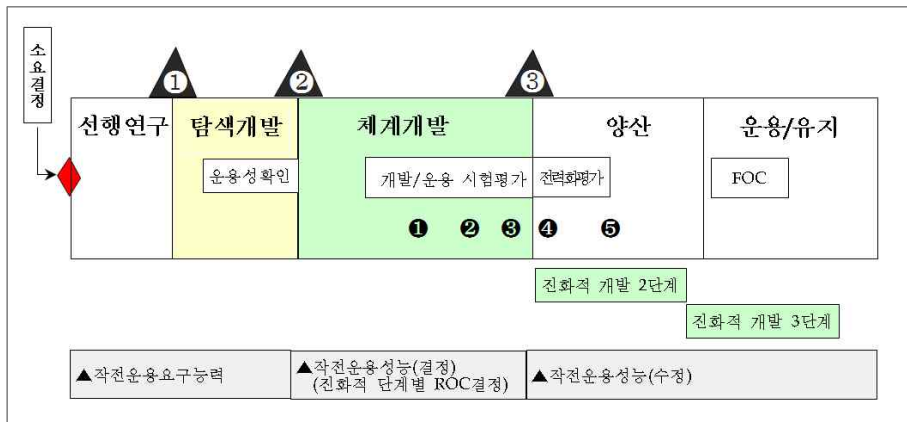 소요결정
① ② ③
선행연구 탐색개발 체계개발 양산 운용/유지
운용성확인 개발/운용 시험평가 전력화평가 FOC
❶ ❷ ❸ ❹ ❺
진화적 개발 2단계
진화적 개발 3단계
▲작전운용요구능력 ▲작전운용성능(결정) ▲작전운용성능(수정)
(진화적 단계별 ROC결정)